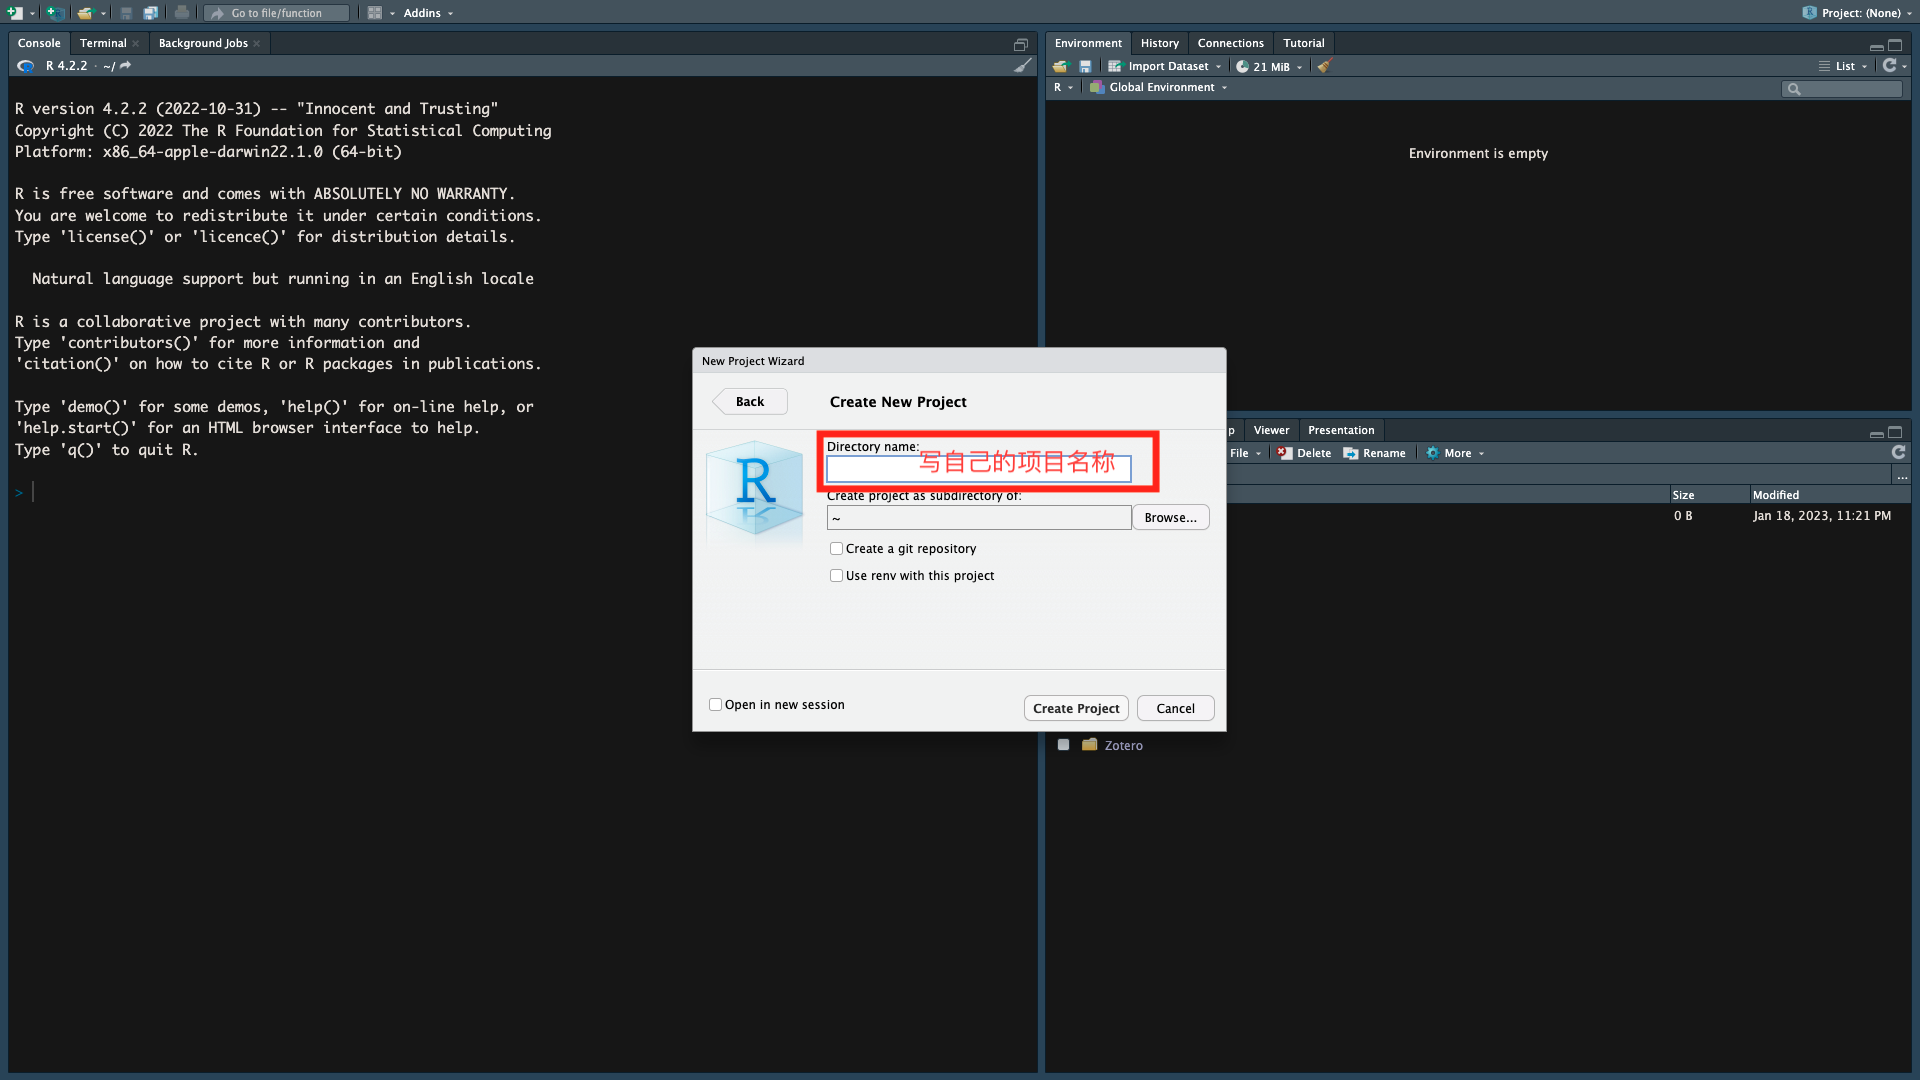 Go to file/function
Addins
Project: (None)
Console
Terminal
Background Jobs
R 4.2.2 · ~/
R version 4.2.2 (2022-10-31) -- "Innocent and Trusting"
Copyright (C) 2022 The R Foundation for Statistical Computing
Platform: x86_64-apple-darwin22.1.0 (64-bit)
R is free software and comes with ABSOLUTELY NO WARRANTY.
You are welcome to redistribute it under certain conditions.
Type 'license()' or 'licence()' for distribution details.
Natural language support but running in an English locale
R is a collaborative project with many contributors.
Type 'contributors()' for more information and
'citation()' on how to cite R or R packages in publications.
Type 'demo()' for some demos, 'help()' for on-line help, or
'help.start()' for an HTML browser interface to help.
Type 'q()' to quit R.
>
Environment
History
Connections
Tutorial
Import Dataset
21 MiB
List
R
Global Environment
Environment is empty
New Project Wizard
Back
Create New Project
R
Directory name:
写自己的项目名称
Create project as subdirectory of:
~
Browse...
Create a git repository
Use renv with this project
Open in new session
Create Project
Cancel
p
Viewer
Presentation
File
Delete
Rename
More
...
Size
Modified
0 B
Jan 18, 2023, 11:21 PM
Zotero